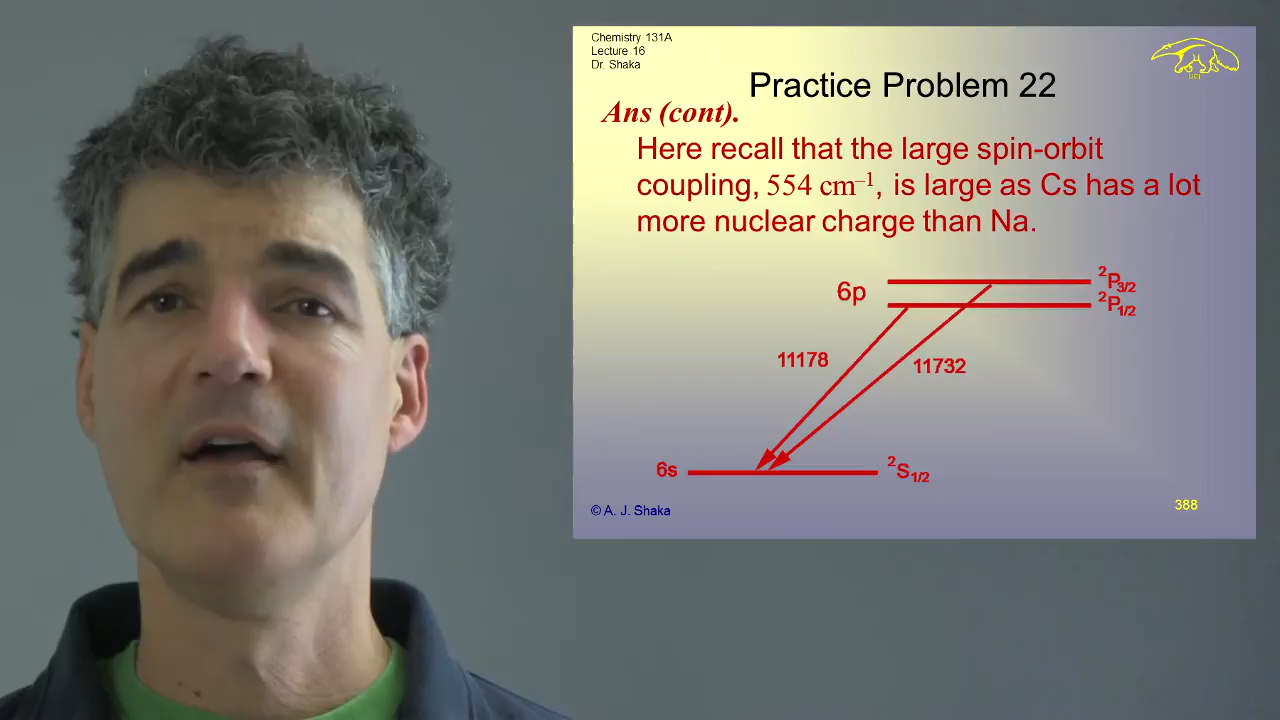 Chemistry 131A
Lecture 16
Dr. Shaka
UCI
Practice Problem 22
Ans (cont).
Here recall that the large spin-orbit
coupling, 554 cm⁻¹, is large as Cs has a lot
more nuclear charge than Na.
6p
²P₃/₂
²P₁/₂
11178
11732
6s
²S₁/₂
© A. J. Shaka
388